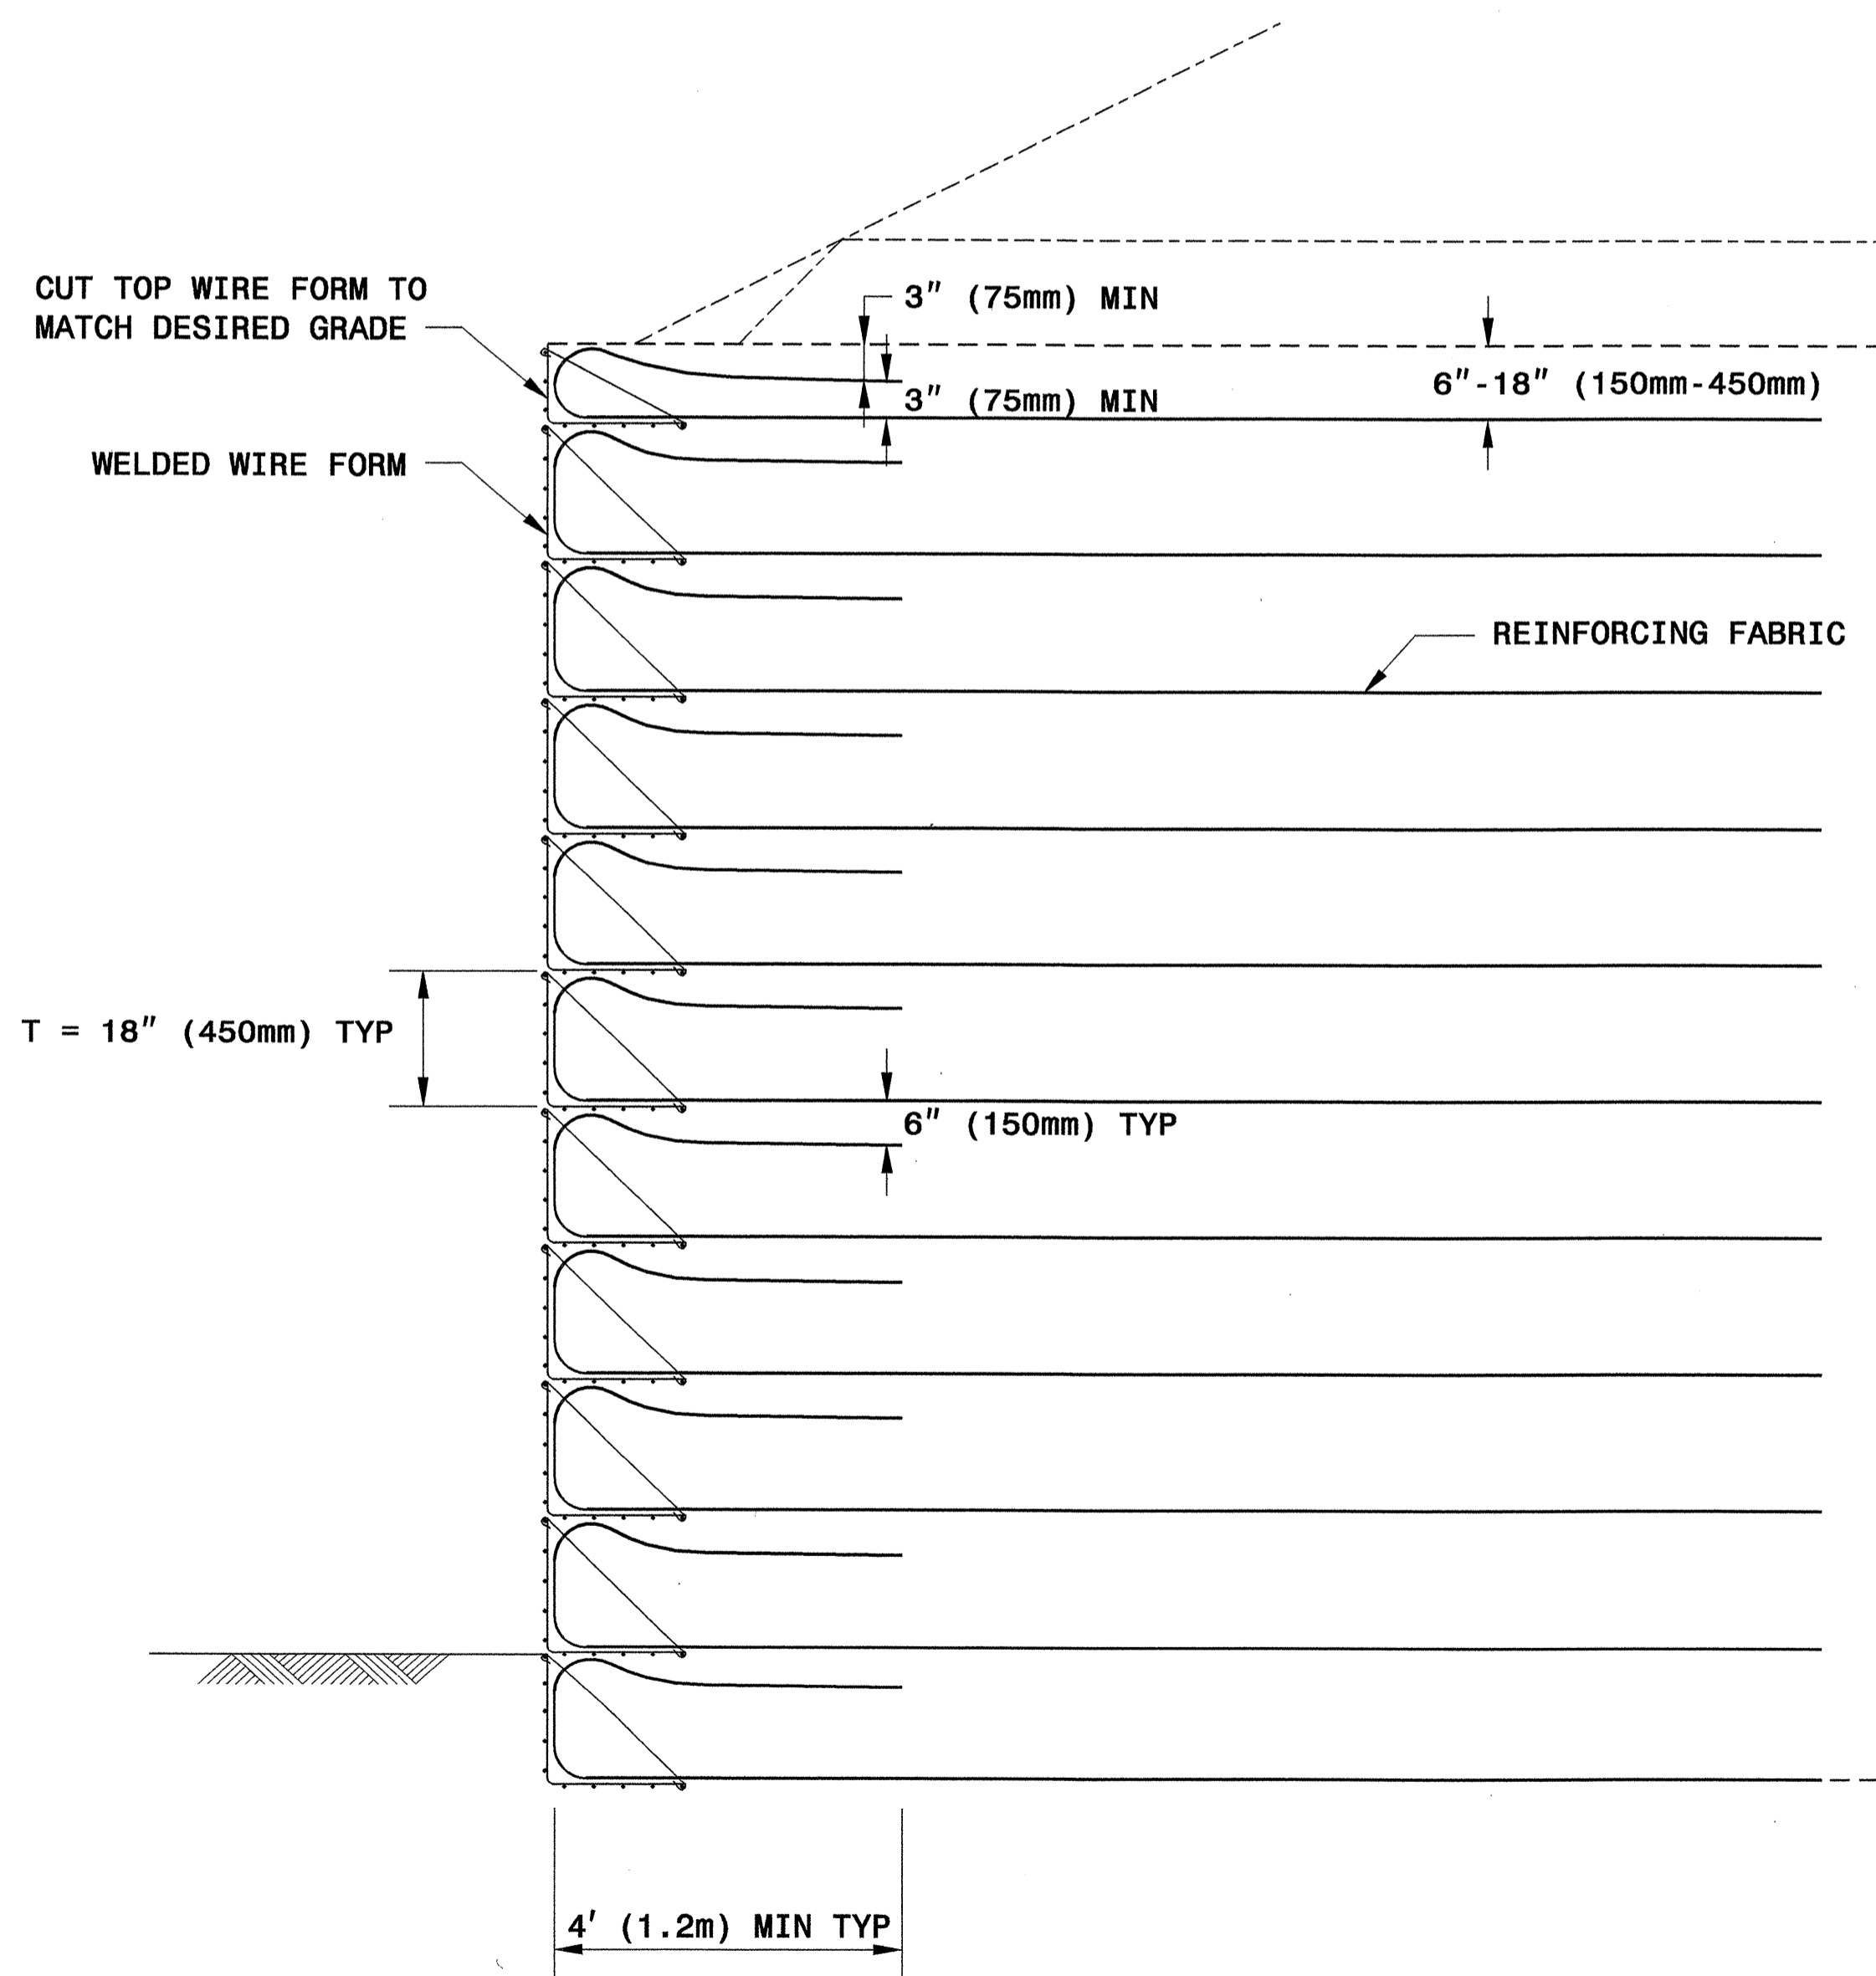 CUT TOP WIRE FORM TO
MATCH DESIRED GRADE
3" (75mm) MIN
6"-18" (150mm-450mm)
3" (75mm) MIN
WELDED WIRE FORM
REINFORCING FABRIC
T = 18" (450mm) TYP
6" (150mm) TYP
4' (1.2m) MIN TYP